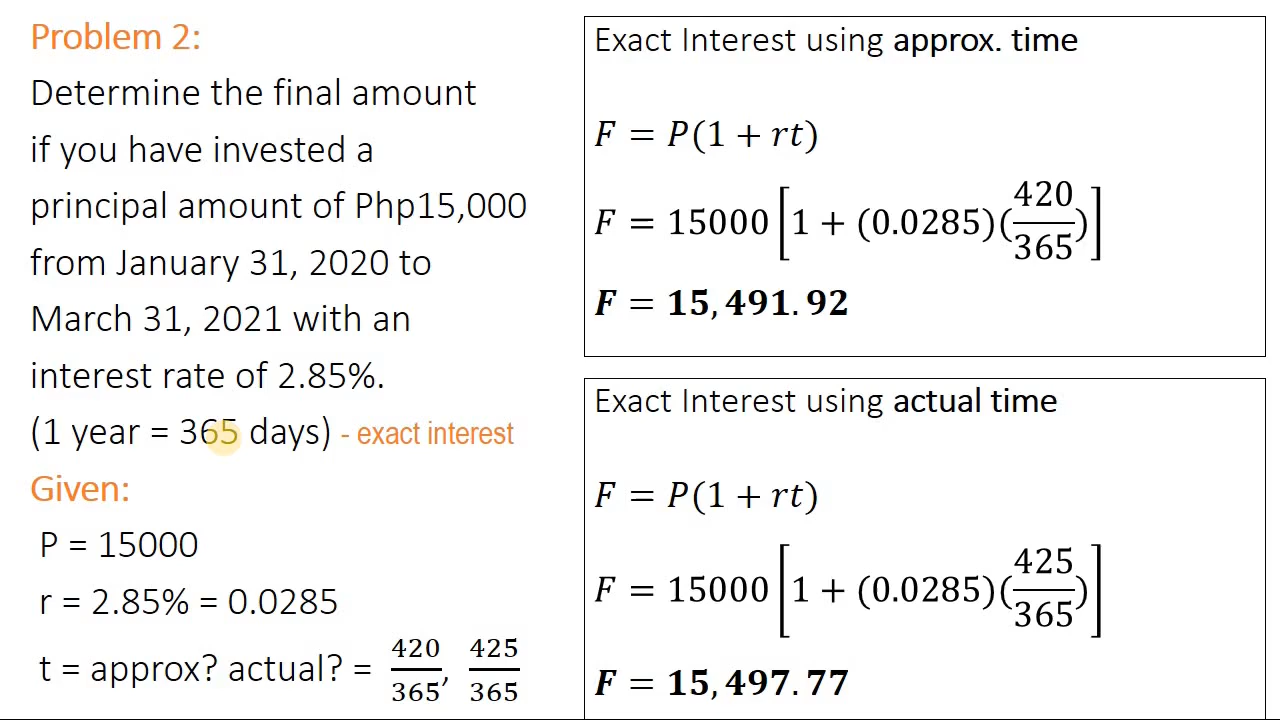 Problem 2:
Determine the final amount
if you have invested a
principal amount of Php15,000
from January 31, 2020 to
March 31, 2021 with an
interest rate of 2.85%.
(1 year = 365 days) - exact interest
Given:
P = 15000
r = 2.85% = 0.0285
t = approx? actual? = 420/365, 425/365
Exact Interest using approx. time
F = P(1 + rt)
F = 15000[1 + (0.0285)(420/365)]
F = 15,491.92
Exact Interest using actual time
F = P(1 + rt)
F = 15000[1 + (0.0285)(425/365)]
F = 15,497.77